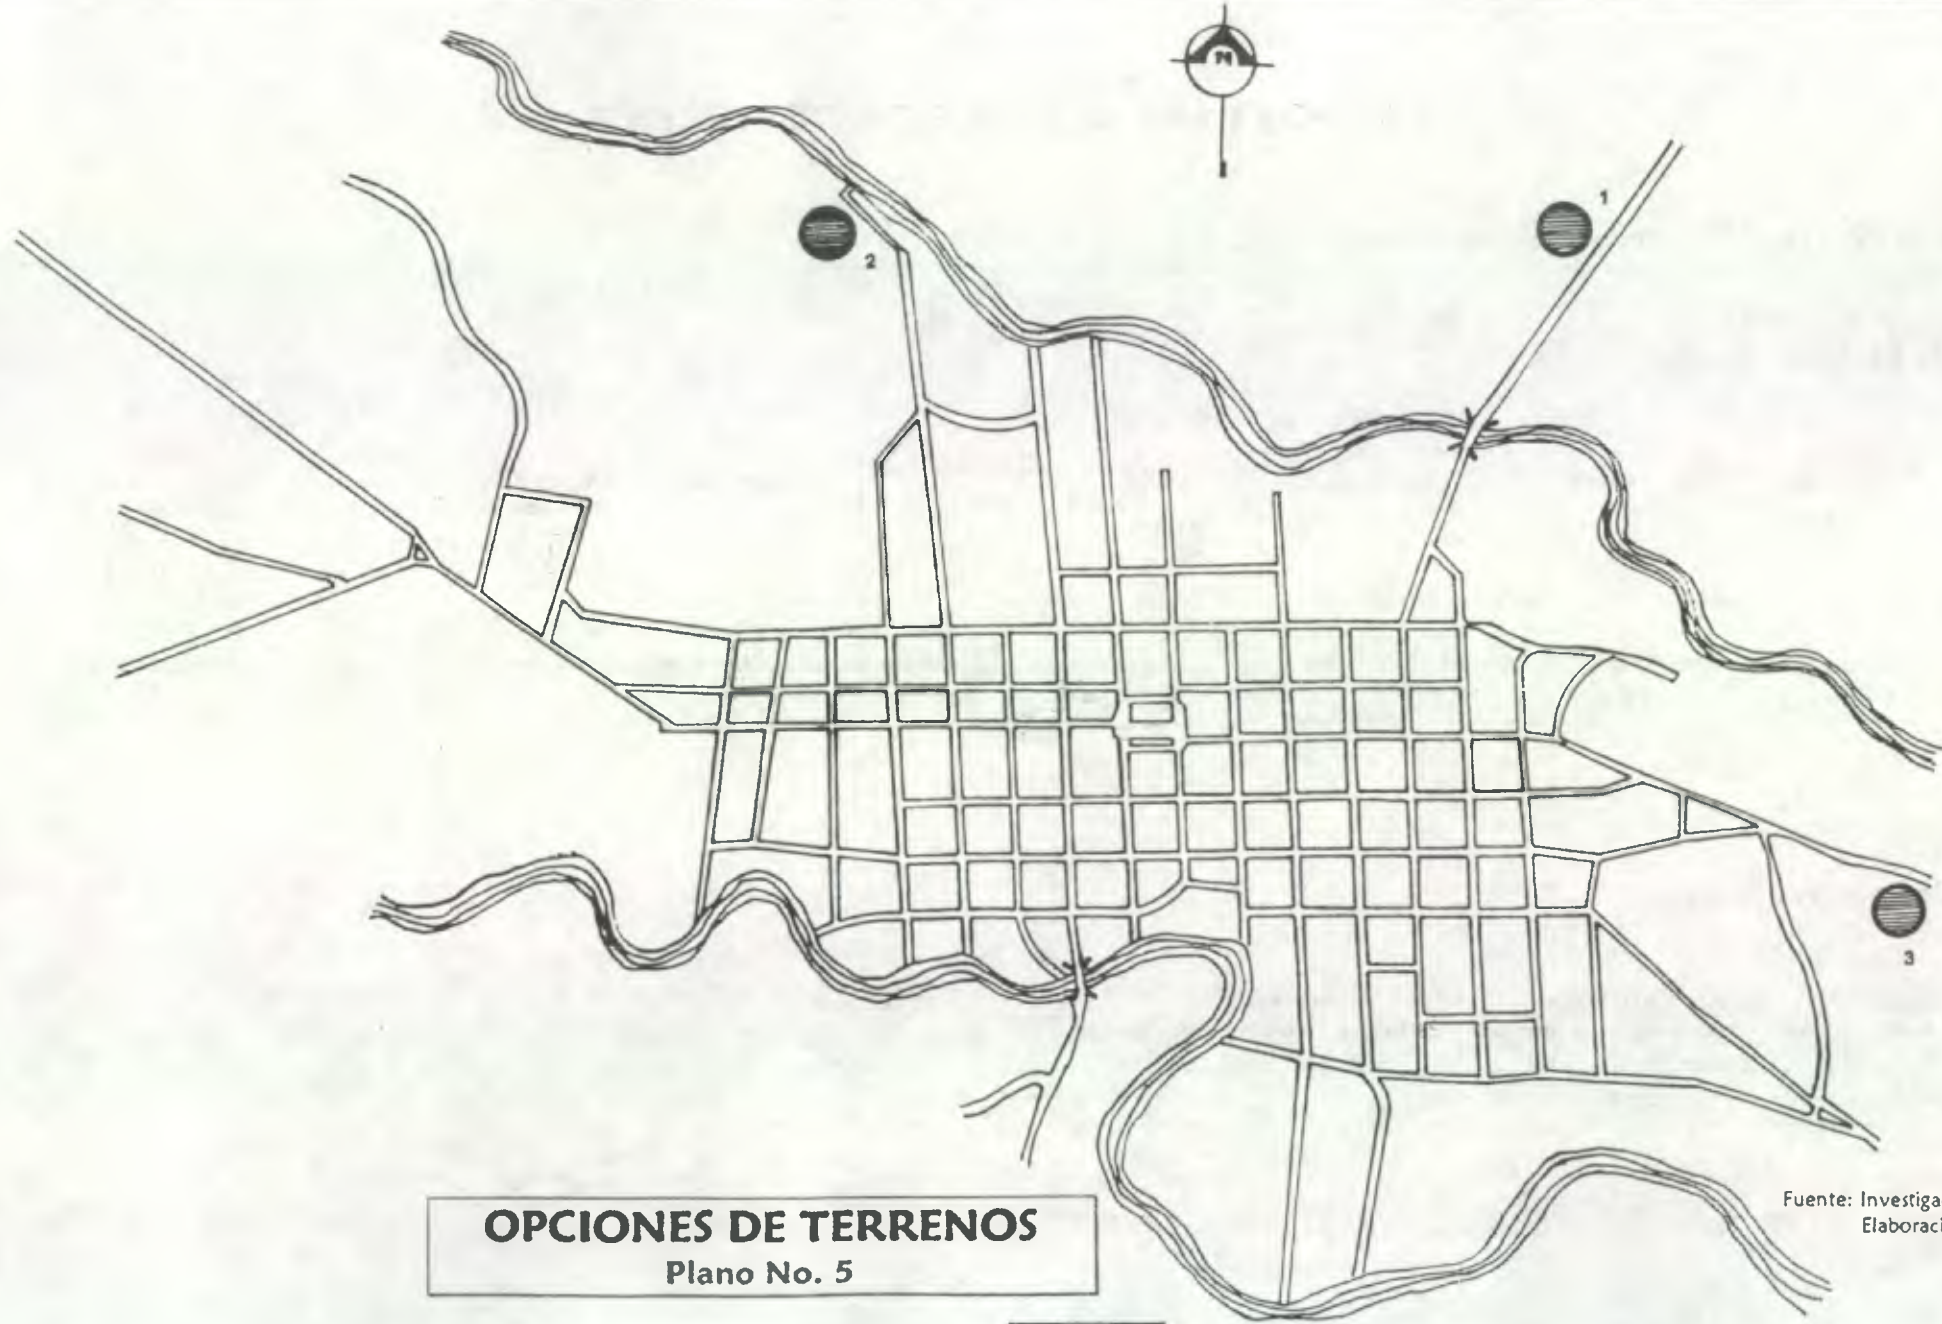 N
1
2
3
OPCIONES DE TERRENOS
Plano No. 5
Fuente: Investiga
Elaboraci